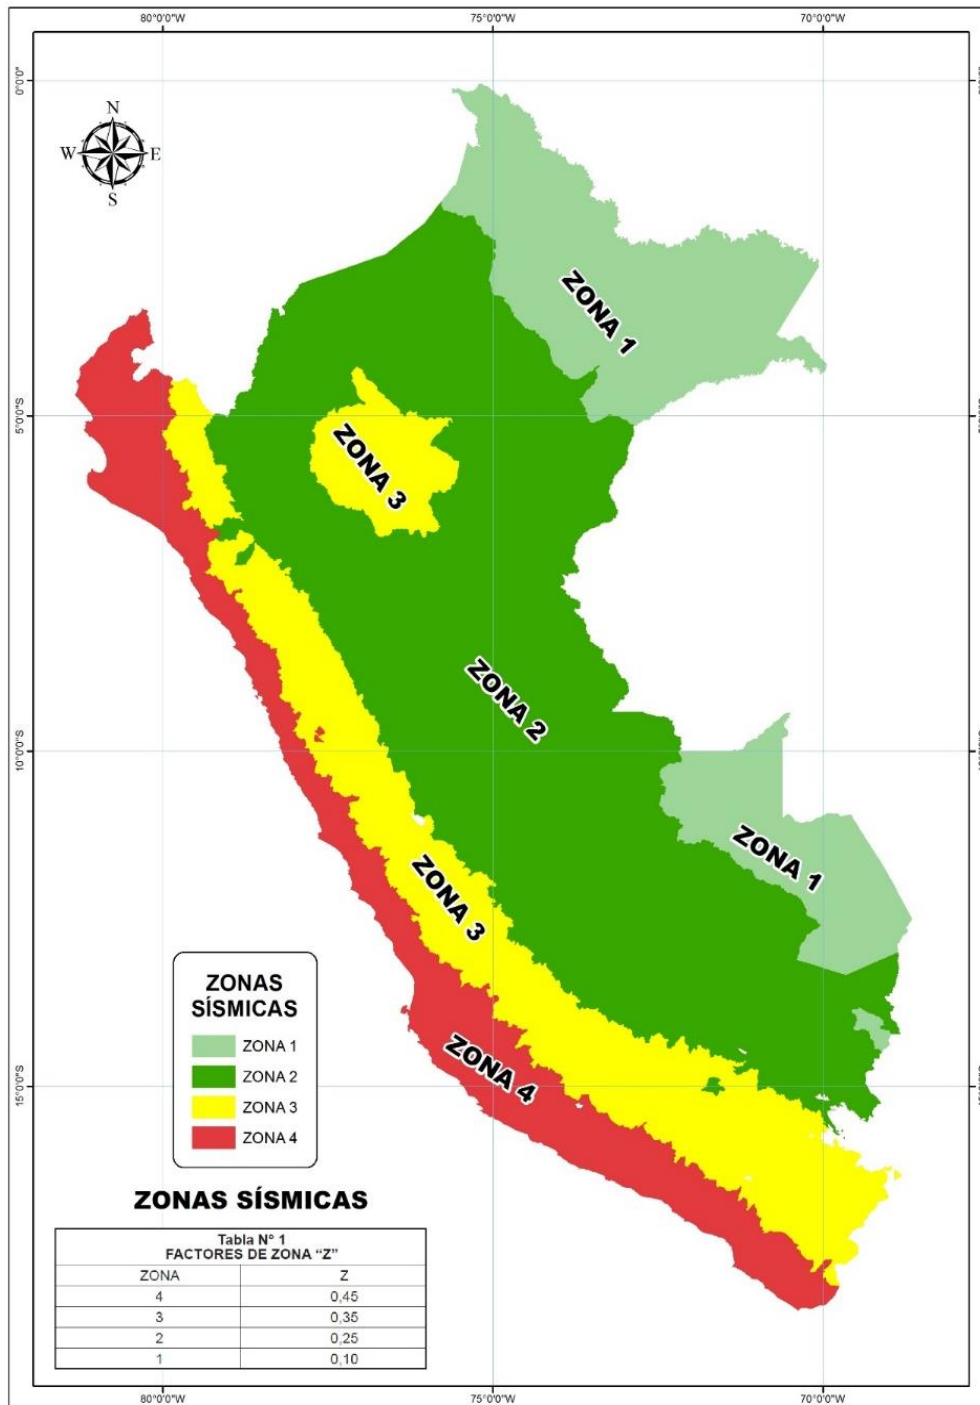 80°0'0"W 75°0'0"W 70°0'0"W
0°0'0"
N
W E
S
ZONA 1
5°0'0"S
ZONA 3
ZONA 2
10°0'0"S
ZONA 1
ZONA 3
ZONAS
SÍSMICAS
ZONA 1
ZONA 2
ZONA 3
ZONA 4
ZONA 4
15°0'0"S
ZONAS SÍSMICAS
Tabla N° 1
FACTORES DE ZONA “Z”
ZONA Z
4 0,45
3 0,35
2 0,25
1 0,10
80°0'0"W 75°0'0"W 70°0'0"W